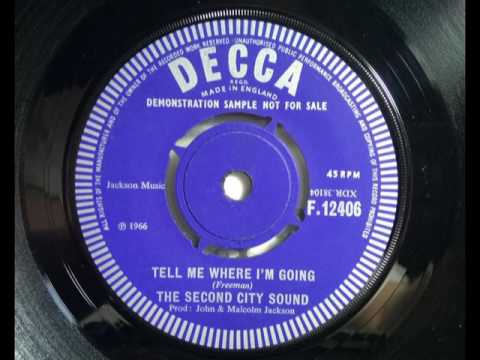 ALL RIGHTS OF THE MANUFACTURER AND OF THE OWNER OF THE RECORDED WORK RESERVED · UNAUTHORISED PUBLIC PERFORMANCE BROADCASTING AND COPYING OF THIS RECORD PROHIBITED
DECCA
REGD.
MADE IN ENGLAND
DEMONSTRATION SAMPLE NOT FOR SALE
45 RPM
Jackson Music
XDR.38104
F.12406
℗ 1966
TELL ME WHERE I'M GOING
(Freeman)
THE SECOND CITY SOUND
Prod: John & Malcolm Jackson